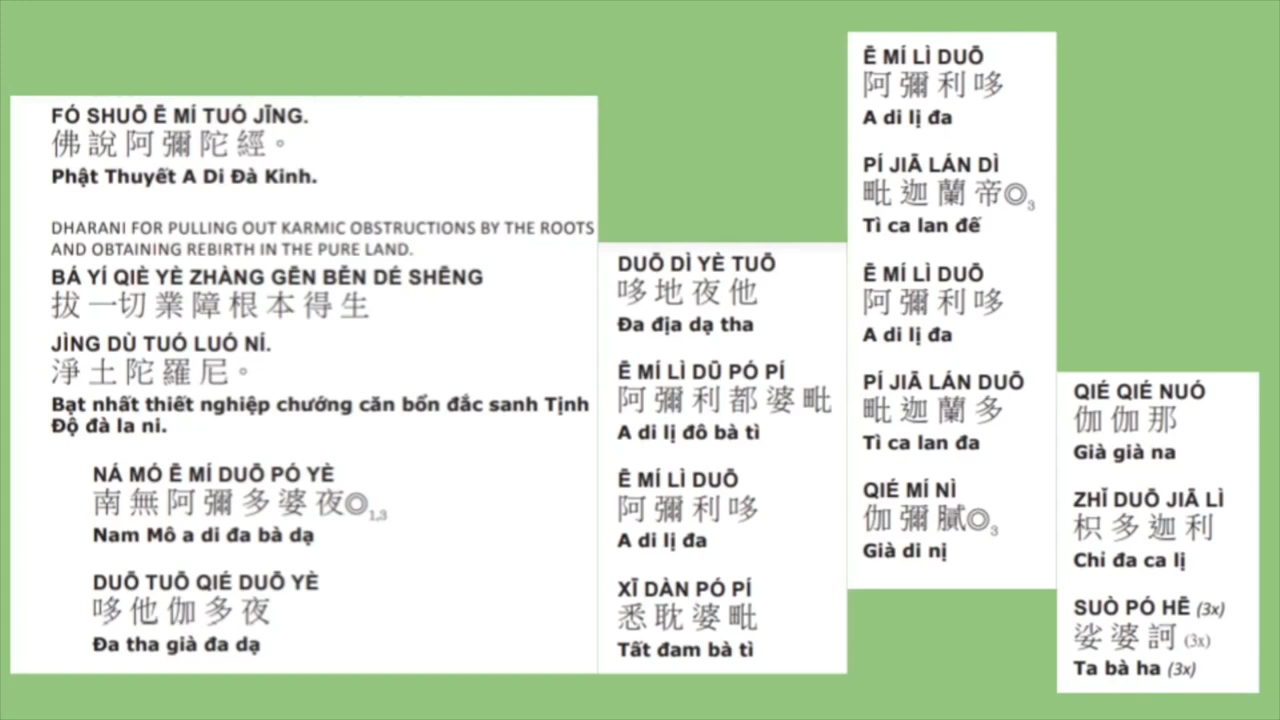 FÓ SHUŌ Ē MÍ TUÓ JĪNG.
佛說阿彌陀經。
Phật Thuyết A Di Đà Kinh.
DHARANI FOR PULLING OUT KARMIC OBSTRUCTIONS BY THE ROOTS
AND OBTAINING REBIRTH IN THE PURE LAND.
BÁ YÍ QIÈ YÈ ZHÀNG GĒN BĚN DÉ SHĒNG
拔一切業障根本得生
JÌNG DÙ TUÓ LUÓ NÍ.
淨土陀羅尼。
Bạt nhất thiết nghiệp chướng căn bổn đắc sanh Tịnh
Độ đà la ni.
NÁ MÓ Ē MÍ DUŌ PÓ YÈ
南無阿彌多婆夜◎1,3
Nam Mô a di đa bà dạ
DUŌ TUŌ QIÉ DUŌ YÈ
哆他伽多夜
Đa tha già đa dạ
DUŌ DÌ YÈ TUŌ
哆地夜他
Đa địa dạ tha
Ē MÍ LÌ DŪ PÓ PÍ
阿彌利都婆毗
A di lị đô bà tì
Ē MÍ LÌ DUŌ
阿彌利哆
A di lị đa
XĪ DÀN PÓ PÍ
悉耽婆毗
Tất đam bà tì
Ē MÍ LÌ DUŌ
阿彌利哆
A di lị đa
PÍ JIĀ LÁN DÌ
毗迦蘭帝◎3
Tì ca lan đế
Ē MÍ LÌ DUŌ
阿彌利哆
A di lị đa
PÍ JIĀ LÁN DUŌ
毗迦蘭多
Tì ca lan đa
QIÉ MÍ NÌ
伽彌膩◎3
Già di nị
QIÉ QIÉ NUÓ
伽伽那
Già già na
ZHǏ DUŌ JIĀ LÌ
枳多迦利
Chỉ đa ca lị
SUŌ PÓ HĒ (3x)
娑婆訶 (3x)
Ta bà ha (3x)